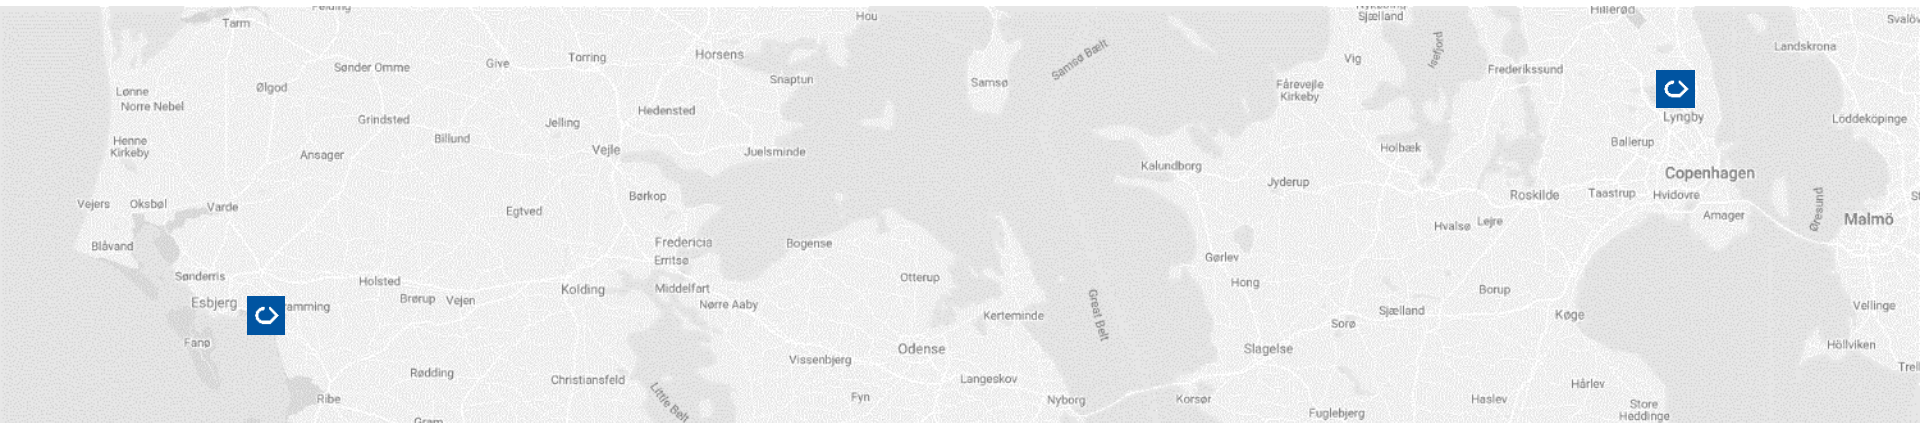 Tarm
Hou
Sjælland
Hillerød
Landskrona
Sønder Omme
Give
Tørring
Horsens
Snaptun
Samsø
Samsø Bælt
Vig
Isefjord
Frederikssund
Fårevejle
Kirkeby
Lønne
Nørre Nebel
Ølgod
Grindsted
Billund
Jelling
Hedensted
Lyngby
Löddeköpinge
Henne
Kirkeby
Ansager
Vejle
Juelsminde
Kalundborg
Holbæk
Ballerup
Copenhagen
Jyderup
Vejers
Oksbøl
Varde
Egtved
Børkop
Roskilde
Taastrup
Hvidovre
Amager
Øresund
Malmö
Blåvand
Fredericia
Erritsø
Bogense
Hvalsø
Lejre
Gørlev
Sønderris
Holsted
Kolding
Middelfart
Otterup
Hong
Borup
Esbjerg
amming
Brørup
Vejen
Nørre Aaby
Kerteminde
Great Belt
Sorø
Sjælland
Køge
Vellinge
Fanø
Odense
Slagelse
Höllviken
Vissenbjerg
Rødding
Christiansfeld
Langeskov
Little Belt
Ribe
Fyn
Nyborg
Korsør
Fuglebjerg
Haslev
Hårlev
Store
Heddinge